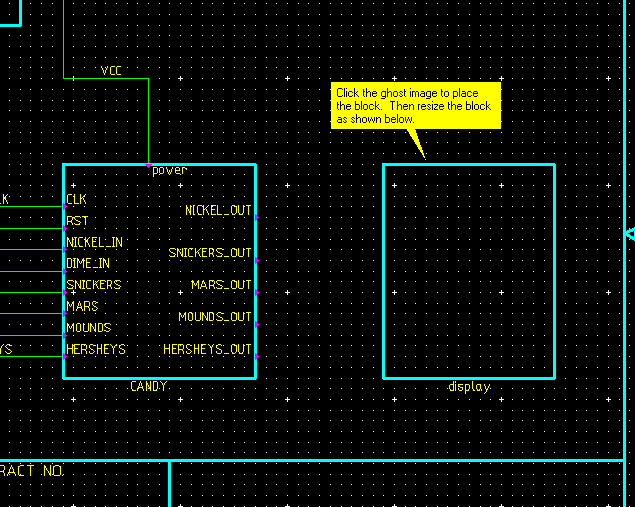 VCC
Click the ghost image to place
the block.  Then resize the block
as shown below.
power
LK
CLK
RST
NICKEL_IN
DIME_IN
SNICKERS
MARS
MOUNDS
YS
HERSHEYS
NICKEL_OUT
SNICKERS_OUT
MARS_OUT
MOUNDS_OUT
HERSHEYS_OUT
CANDY
display
RACT NO.